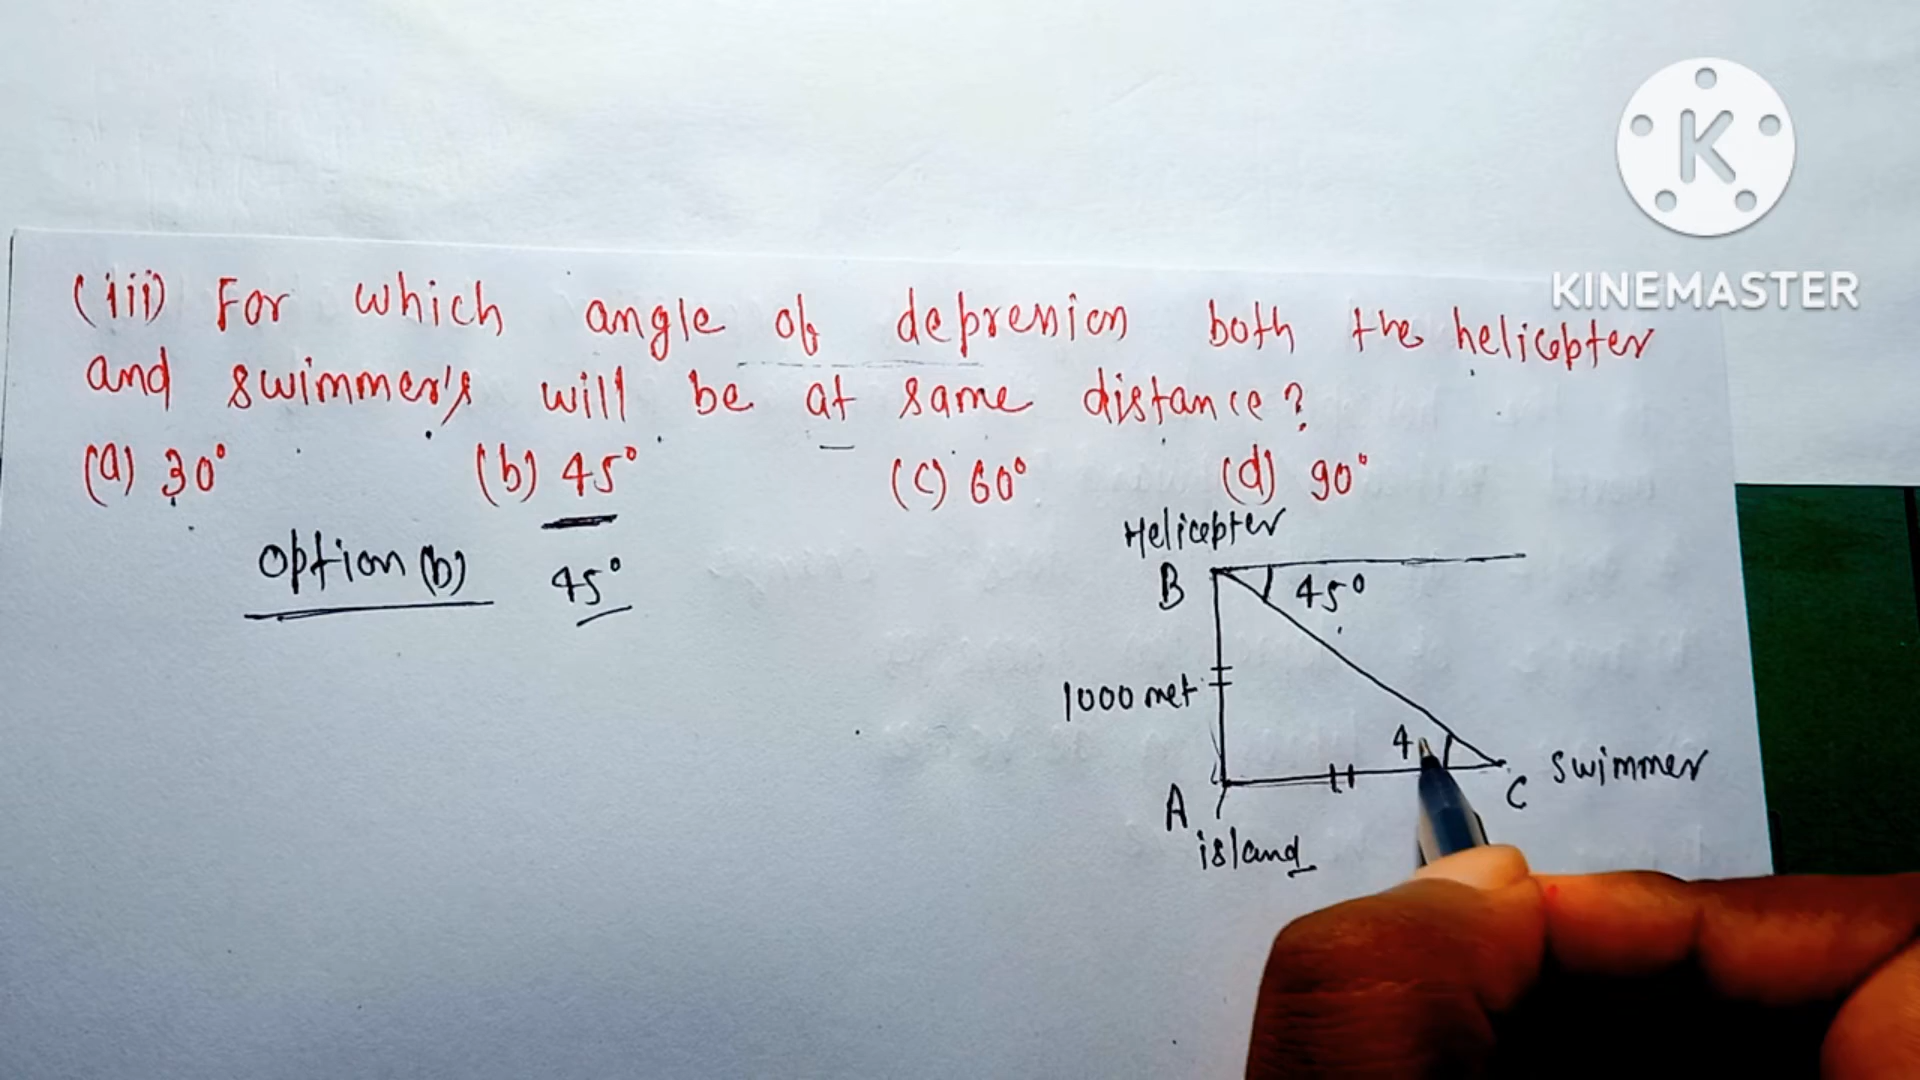 KINEMASTER
(iii) For which angle of depression both the helicopter
and swimmer's will be at same distance?
(a) 30° (b) 45° (c) 60° (d) 90°
Option (b) 45°
Helicopter
B 45°
1000 met
4
A C swimmer
island